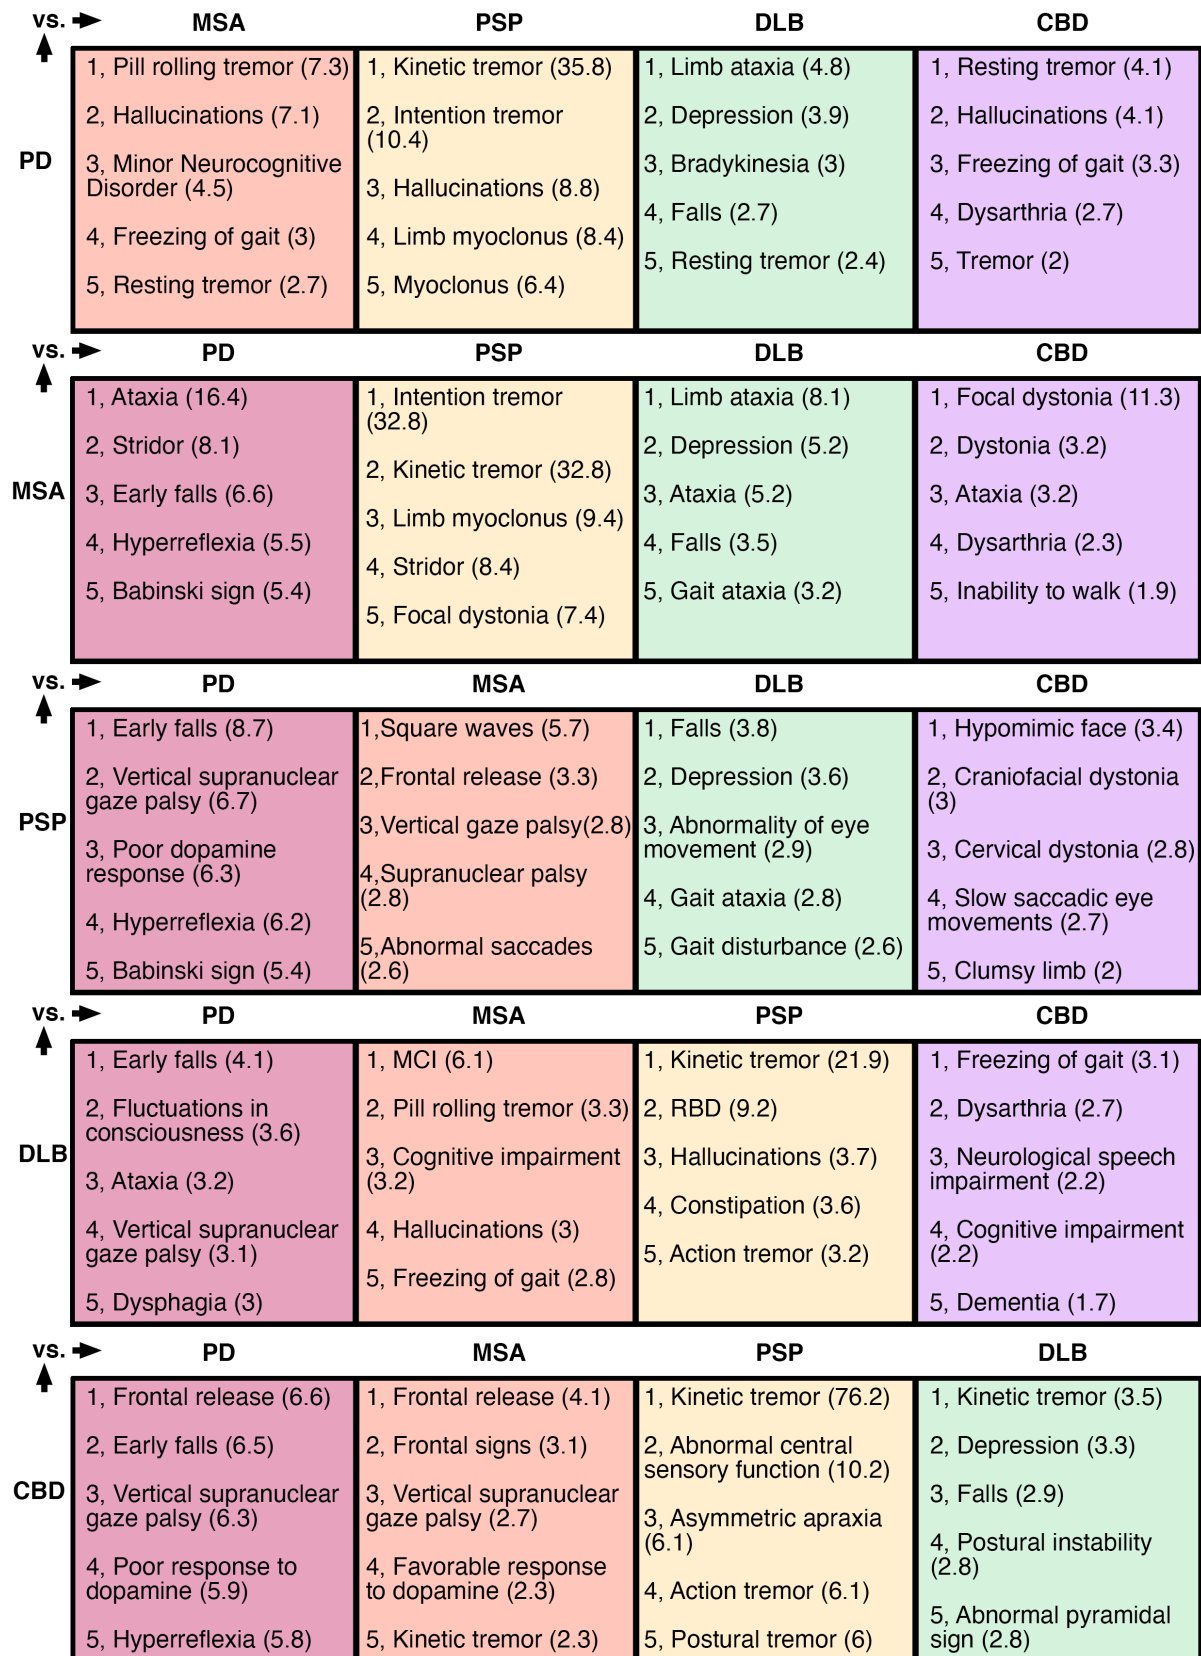 vs. MSA PSP DLB CBD
PD
1, Pill rolling tremor (7.3)
2, Hallucinations (7.1)
3, Minor Neurocognitive
Disorder (4.5)
4, Freezing of gait (3)
5, Resting tremor (2.7)
1, Kinetic tremor (35.8)
2, Intention tremor
(10.4)
3, Hallucinations (8.8)
4, Limb myoclonus (8.4)
5, Myoclonus (6.4)
1, Limb ataxia (4.8)
2, Depression (3.9)
3, Bradykinesia (3)
4, Falls (2.7)
5, Resting tremor (2.4)
1, Resting tremor (4.1)
2, Hallucinations (4.1)
3, Freezing of gait (3.3)
4, Dysarthria (2.7)
5, Tremor (2)
vs. PD PSP DLB CBD
MSA
1, Ataxia (16.4)
2, Stridor (8.1)
3, Early falls (6.6)
4, Hyperreflexia (5.5)
5, Babinski sign (5.4)
1, Intention tremor
(32.8)
2, Kinetic tremor (32.8)
3, Limb myoclonus (9.4)
4, Stridor (8.4)
5, Focal dystonia (7.4)
1, Limb ataxia (8.1)
2, Depression (5.2)
3, Ataxia (5.2)
4, Falls (3.5)
5, Gait ataxia (3.2)
1, Focal dystonia (11.3)
2, Dystonia (3.2)
3, Ataxia (3.2)
4, Dysarthria (2.3)
5, Inability to walk (1.9)
vs. PD MSA DLB CBD
PSP
1, Early falls (8.7)
2, Vertical supranuclear
gaze palsy (6.7)
3, Poor dopamine
response (6.3)
4, Hyperreflexia (6.2)
5, Babinski sign (5.4)
1,Square waves (5.7)
2,Frontal release (3.3)
3,Vertical gaze palsy(2.8)
4,Supranuclear palsy
(2.8)
5,Abnormal saccades
(2.6)
1, Falls (3.8)
2, Depression (3.6)
3, Abnormality of eye
movement (2.9)
4, Gait ataxia (2.8)
5, Gait disturbance (2.6)
1, Hypomimic face (3.4)
2, Craniofacial dystonia
(3)
3, Cervical dystonia (2.8)
4, Slow saccadic eye
movements (2.7)
5, Clumsy limb (2)
vs. PD MSA PSP CBD
DLB
1, Early falls (4.1)
2, Fluctuations in
consciousness (3.6)
3, Ataxia (3.2)
4, Vertical supranuclear
gaze palsy (3.1)
5, Dysphagia (3)
1, MCI (6.1)
2, Pill rolling tremor (3.3)
3, Cognitive impairment
(3.2)
4, Hallucinations (3)
5, Freezing of gait (2.8)
1, Kinetic tremor (21.9)
2, RBD (9.2)
3, Hallucinations (3.7)
4, Constipation (3.6)
5, Action tremor (3.2)
1, Freezing of gait (3.1)
2, Dysarthria (2.7)
3, Neurological speech
impairment (2.2)
4, Cognitive impairment
(2.2)
5, Dementia (1.7)
vs. PD MSA PSP DLB
CBD
1, Frontal release (6.6)
2, Early falls (6.5)
3, Vertical supranuclear
gaze palsy (6.3)
4, Poor response to
dopamine (5.9)
5, Hyperreflexia (5.8)
1, Frontal release (4.1)
2, Frontal signs (3.1)
3, Vertical supranuclear
gaze palsy (2.7)
4, Favorable response
to dopamine (2.3)
5, Kinetic tremor (2.3)
1, Kinetic tremor (76.2)
2, Abnormal central
sensory function (10.2)
3, Asymmetric apraxia
(6.1)
4, Action tremor (6.1)
5, Postural tremor (6)
1, Kinetic tremor (3.5)
2, Depression (3.3)
3, Falls (2.9)
4, Postural instability
(2.8)
5, Abnormal pyramidal
sign (2.8)